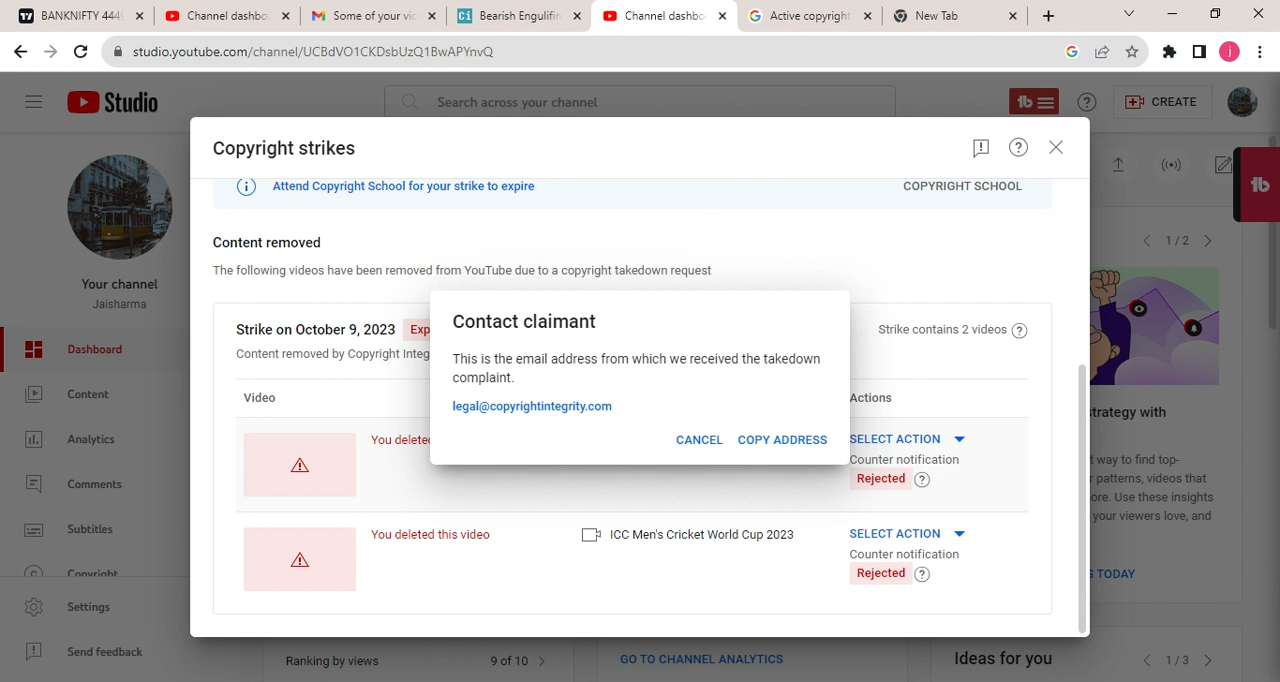 BANKNIFTY 444
Channel dashbo
Some of your vi
Bearish Engulfin
Channel dashbo
Active copyright
New Tab
studio.youtube.com/channel/UCBdVO1CKDsbUzQ1BwAPYnvQ
j
Studio
Search across your channel
CREATE
Copyright strikes
Attend Copyright School for your strike to expire
COPYRIGHT SCHOOL
Content removed
The following videos have been removed from YouTube due to a copyright takedown request
1 / 2
Your channel
Jaisharma
Strike on October 9, 2023
Exp
Strike contains 2 videos
Content removed by Copyright Integ
Contact claimant
This is the email address from which we received the takedown
complaint.
legal@copyrightintegrity.com
CANCEL
COPY ADDRESS
Video
Actions
You deleted
SELECT ACTION
Counter notification
Rejected
You deleted this video
ICC Men's Cricket World Cup 2023
SELECT ACTION
Counter notification
Rejected
Dashboard
Content
Analytics
Comments
Subtitles
Copyright
Settings
Send feedback
strategy with
t way to find top-
r patterns, videos that
ore. Use these insights
your viewers love, and
S TODAY
Ranking by views
9 of 10
GO TO CHANNEL ANALYTICS
Ideas for you
1 / 3